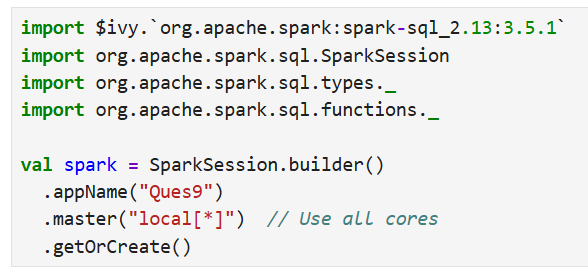 import $ivy.`org.apache.spark:spark-sql_2.13:3.5.1`
import org.apache.spark.sql.SparkSession
import org.apache.spark.sql.types._
import org.apache.spark.sql.functions._

val spark = SparkSession.builder()
  .appName("Ques9")
  .master("local[*]")  // Use all cores
  .getOrCreate()